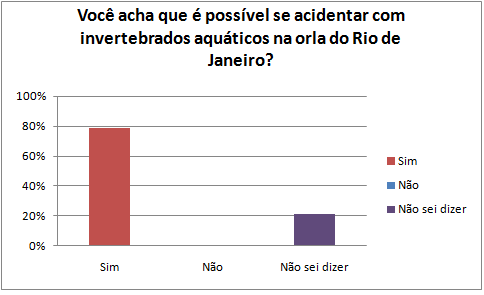 Você acha que é possível se acidentar com
invertebrados aquáticos na orla do Rio de
Janeiro?
100%
80%
60%
40%
20%
0%
Sim
Não
Não sei dizer
Sim
Não
Não sei dizer